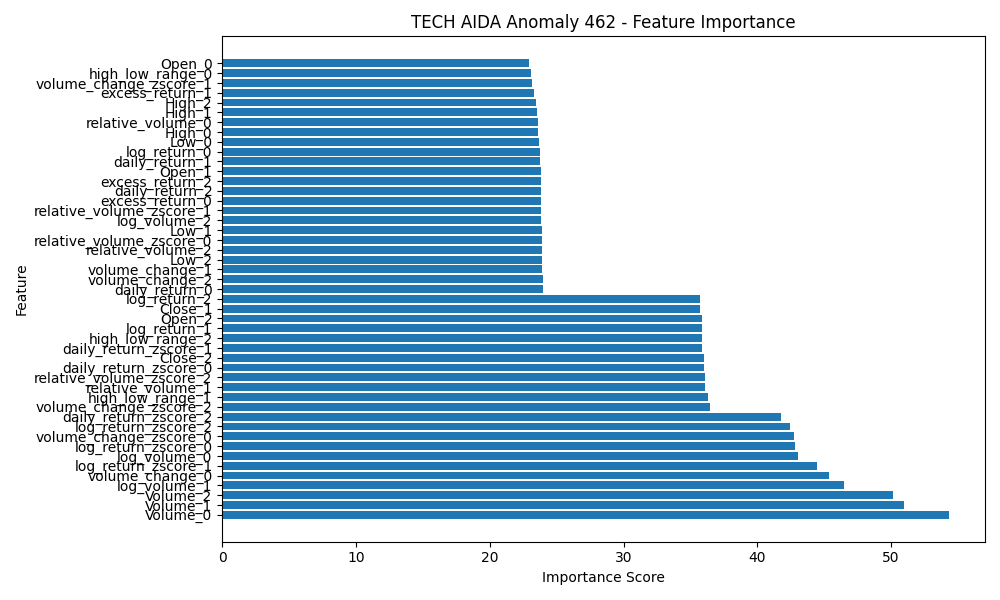 TECH AIDA Anomaly 462 - Feature Importance
Open_0
high_low_range_0
volume_change_zscore_1
excess_return_1
High_2
High_1
relative_volume_0
High_0
Low_0
log_return_0
daily_return_1
Open_1
excess_return_2
daily_return_2
excess_return_0
relative_volume_zscore_1
log_volume_2
Low_1
relative_volume_zscore_0
relative_volume_2
Low_2
volume_change_1
volume_change_2
daily_return_0
log_return_2
Close_1
Open_2
log_return_1
high_low_range_2
daily_return_zscore_1
Close_2
daily_return_zscore_0
relative_volume_zscore_2
relative_volume_1
high_low_range_1
volume_change_zscore_2
daily_return_zscore_2
log_return_zscore_2
volume_change_zscore_0
log_return_zscore_0
log_volume_0
log_return_zscore_1
volume_change_0
log_volume_1
Volume_2
Volume_1
Volume_0
Feature
0 10 20 30 40 50
Importance Score